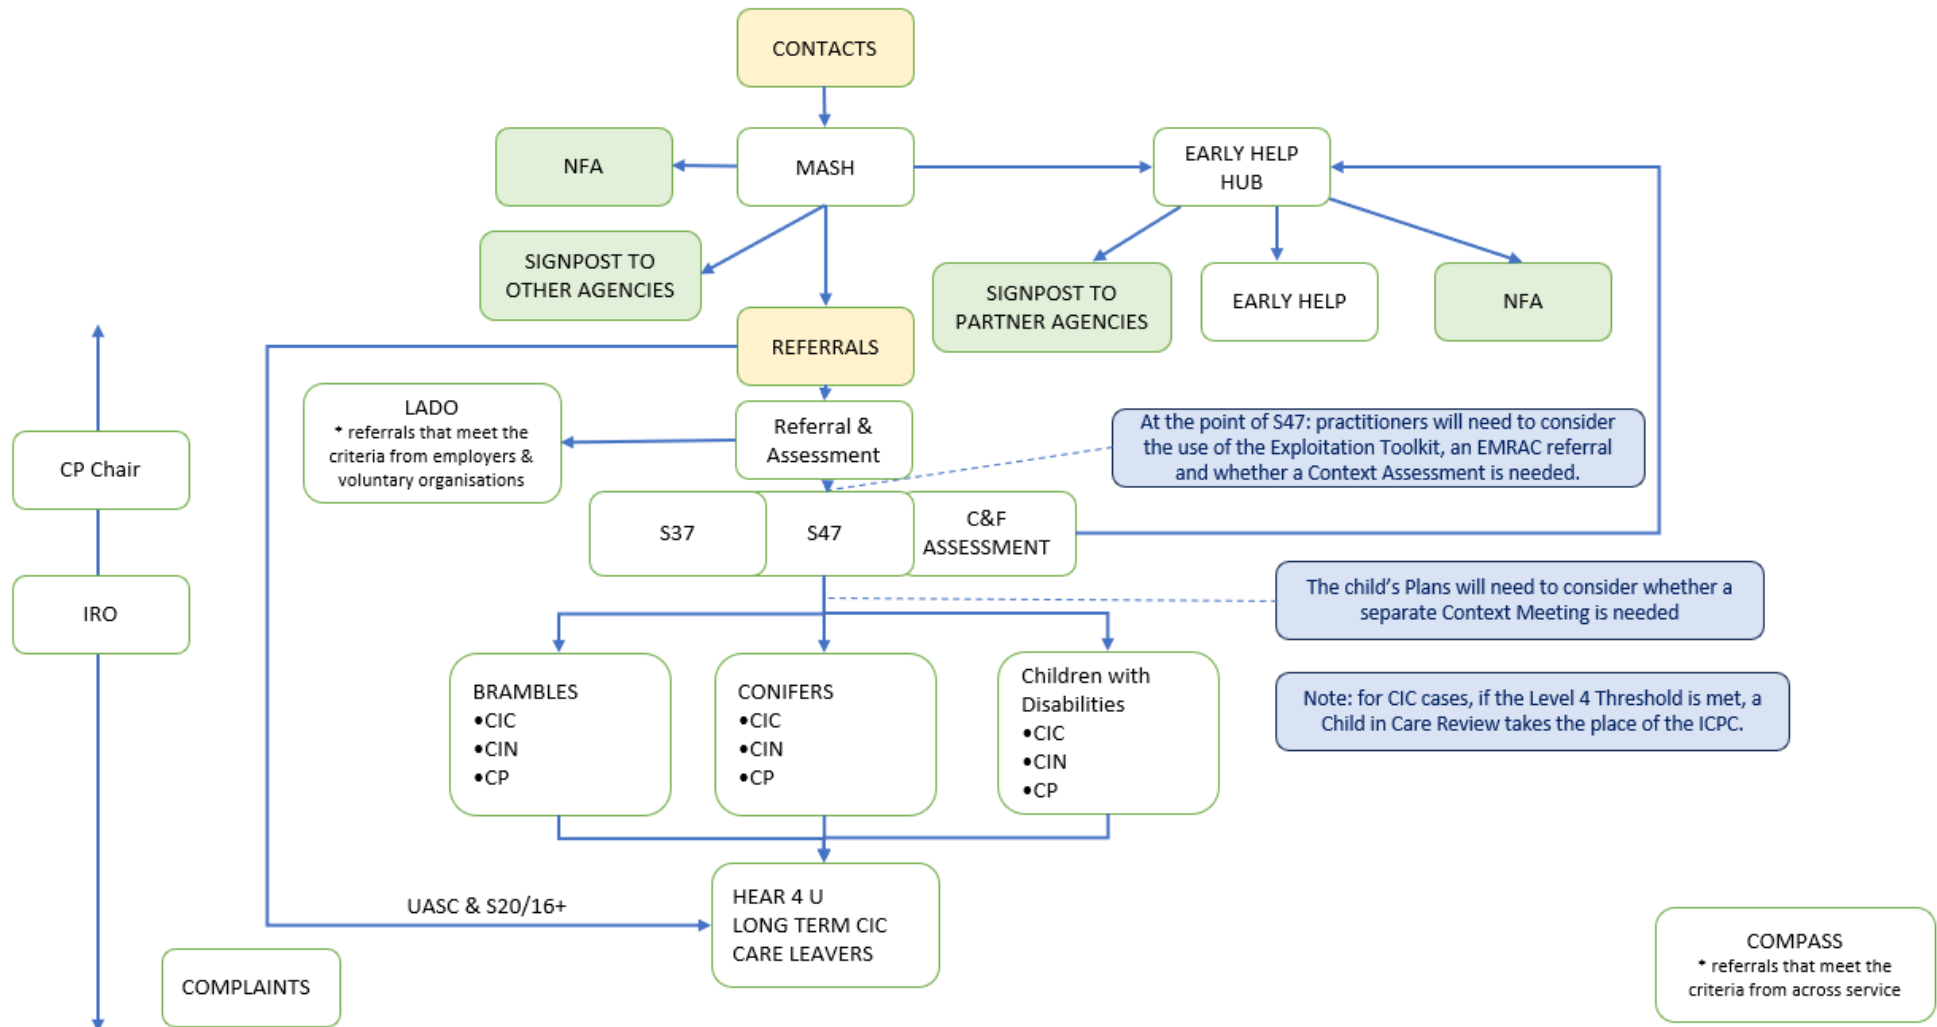 CONTACTS
NFA
MASH
EARLY HELP
HUB
SIGNPOST TO
OTHER AGENCIES
SIGNPOST TO
PARTNER AGENCIES
EARLY HELP
NFA
REFERRALS
LADO
* referrals that meet the
criteria from employers &
voluntary organisations
Referral &
Assessment
At the point of S47: practitioners will need to consider
the use of the Exploitation Toolkit, an EMRAC referral
and whether a Context Assessment is needed.
CP Chair
S37
S47
C&F
ASSESSMENT
IRO
The child's Plans will need to consider whether a
separate Context Meeting is needed
BRAMBLES
•CIC
•CIN
•CP
CONIFERS
•CIC
•CIN
•CP
Children with
Disabilities
•CIC
•CIN
•CP
Note: for CIC cases, if the Level 4 Threshold is met, a
Child in Care Review takes the place of the ICPC.
UASC & S20/16+
HEAR 4 U
LONG TERM CIC
CARE LEAVERS
COMPLAINTS
COMPASS
* referrals that meet the
criteria from across service